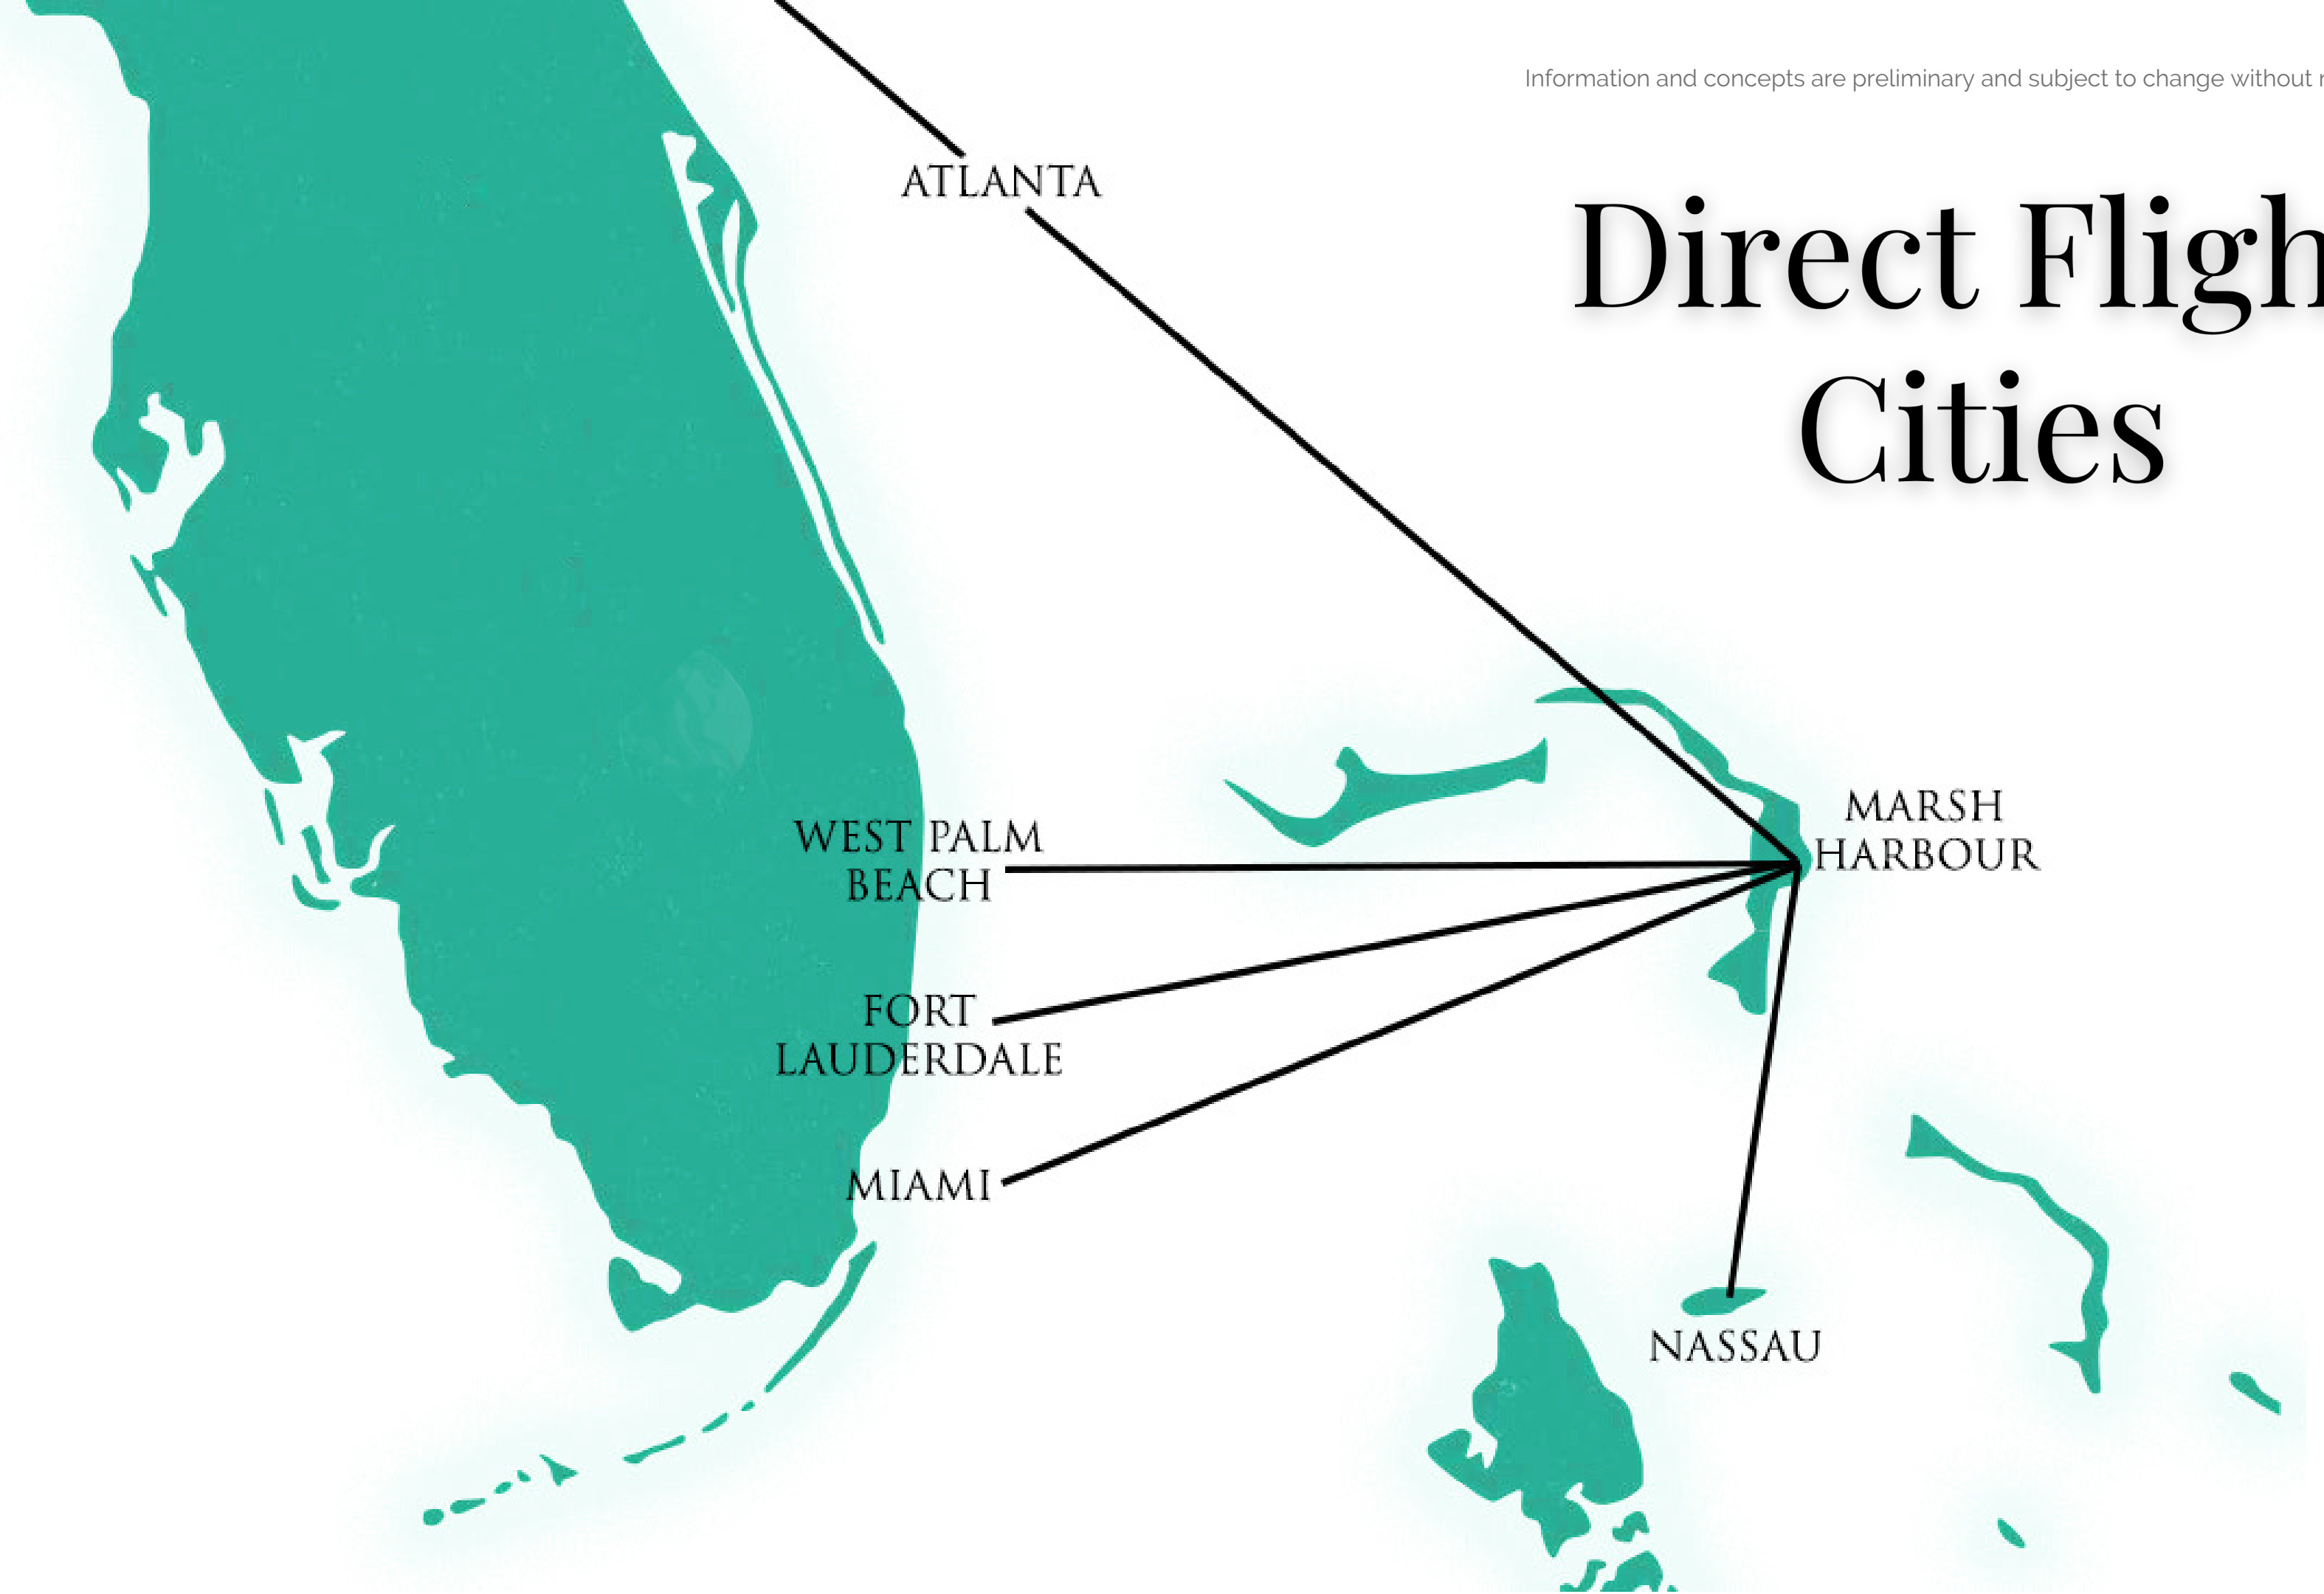 Information and concepts are preliminary and subject to change without
ATLANTA
Direct Fligh
Cities
MARSH
HARBOUR
WEST PALM
BEACH
FORT
LAUDERDALE
MIAMI
NASSAU